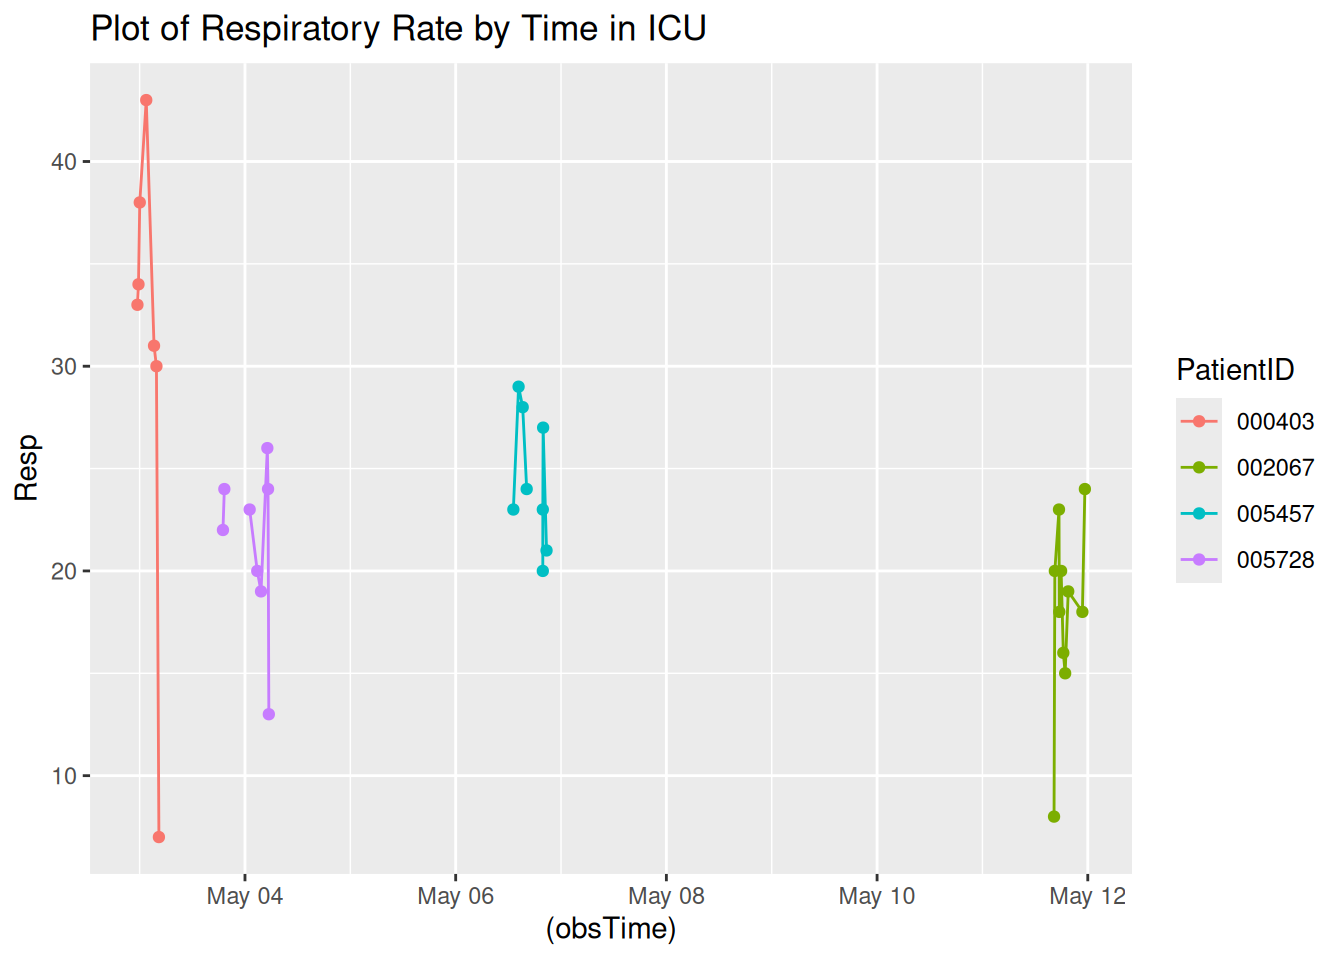 Plot of Respiratory Rate by Time in ICU
Resp
40
30
20
10
May 04
May 06
May 08
May 10
May 12
(obsTime)
PatientID
000403
002067
005457
005728